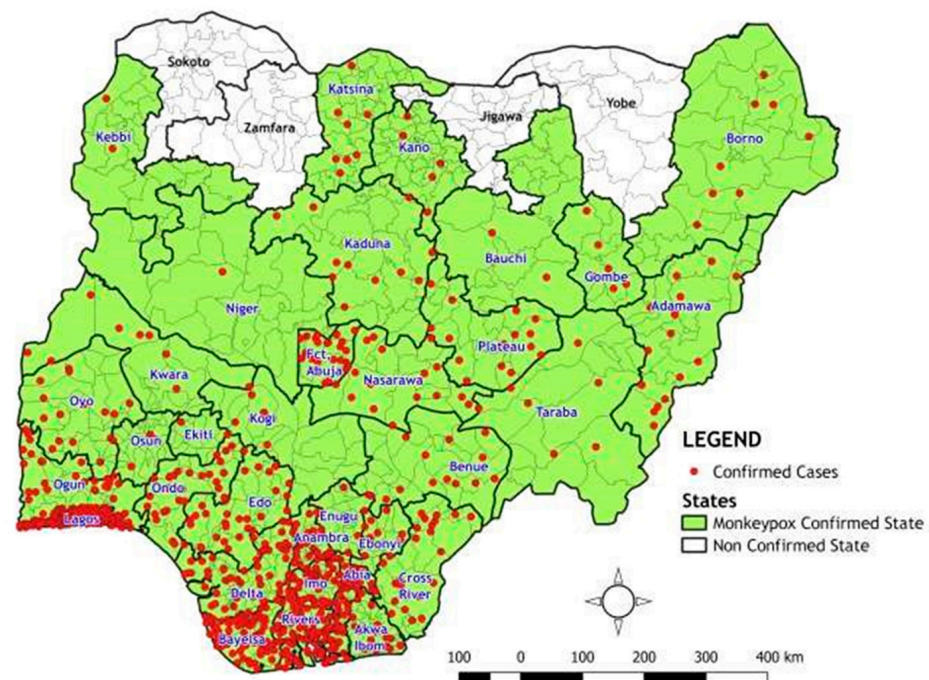 Sokoto
Katsina
Zamfara
Jigawa
Yobe
Kebbi
Kano
Borno
Kaduna
Bauchi
Gombe
Niger
Adamawa
Fct,
Abuja
Plateau
Nasarawa
Kwara
Oyo
Kogi
Taraba
Osun
Ekiti
Benue
Ogun
Ondo
Edo
Lagos
Enugu
Anambra
Ebonyi
Imo
Abia
Cross
River
Delta
Rivers
Bayelsa
Akwa
Ibom
LEGEND
Confirmed Cases
States
Monkeypox Confirmed State
Non Confirmed State
100 0 100 200 300 400 km